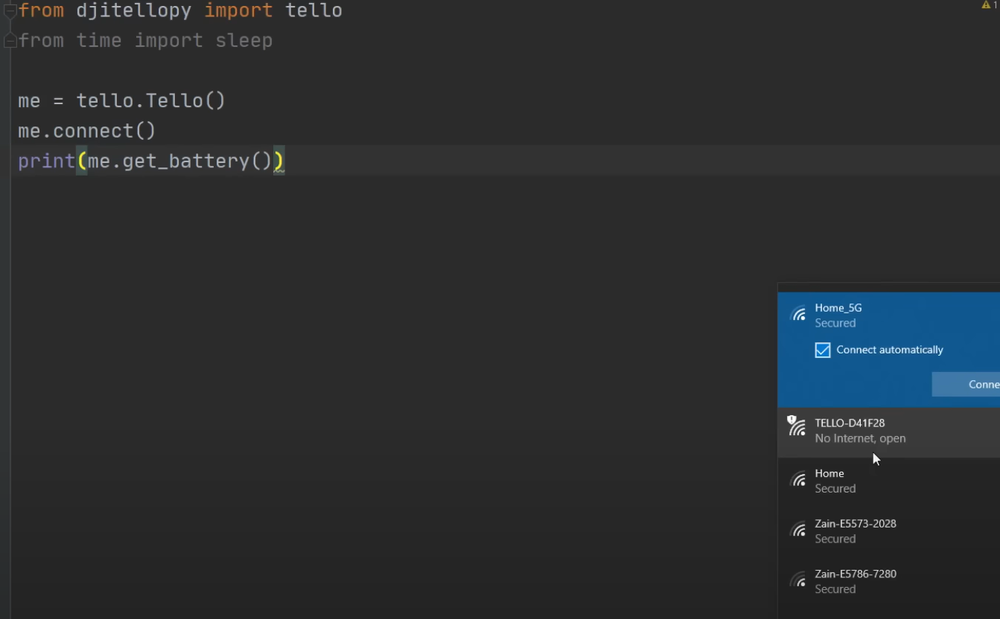 from djitellopy import tello
1
from time import sleep
me = tello.Tello()
me.connect()
print(me.get_battery())
Home_5G
Secured
Connect automatically
Conne
TELLO-D41F28
No Internet, open
Home
Secured
Zain-E5573-2028
Secured
Zain-E5786-7280
Secured